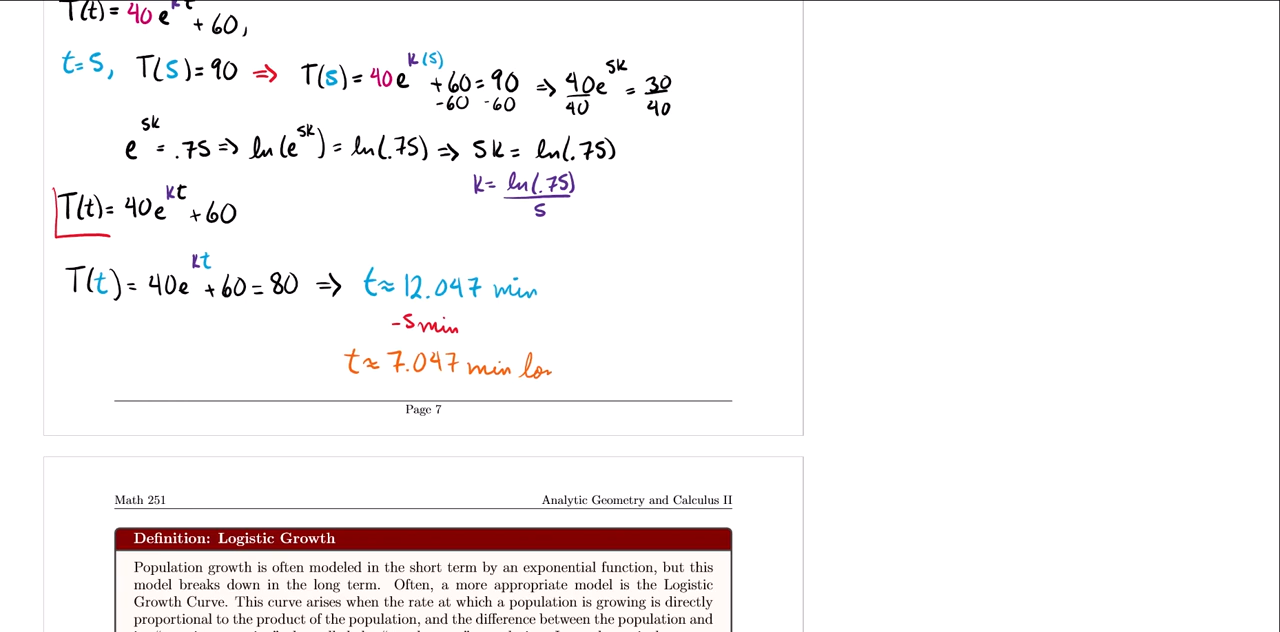 T(t) = 40e^{kt} + 60,
t=5, T(5)=90 ⇒ T(5) = 40e^{k(5)} +60=90 ⇒ 40e^{5k}/40 = 30/40
-60 -60
e^{5k} = .75 ⇒ ln(e^{5k}) = ln(.75) ⇒ 5k = ln(.75)
k= ln(.75)/5
T(t)= 40e^{kt} +60
T(t) = 40e^{kt} +60=80 ⇒ t≈ 12.047 min
-5min
t≈ 7.047 min lon
Page 7
Math 251 Analytic Geometry and Calculus II
Definition: Logistic Growth
Population growth is often modeled in the short term by an exponential function, but this
model breaks down in the long term. Often, a more appropriate model is the Logistic
Growth Curve. This curve arises when the rate at which a population is growing is directly
proportional to the product of the population, and the difference between the population and